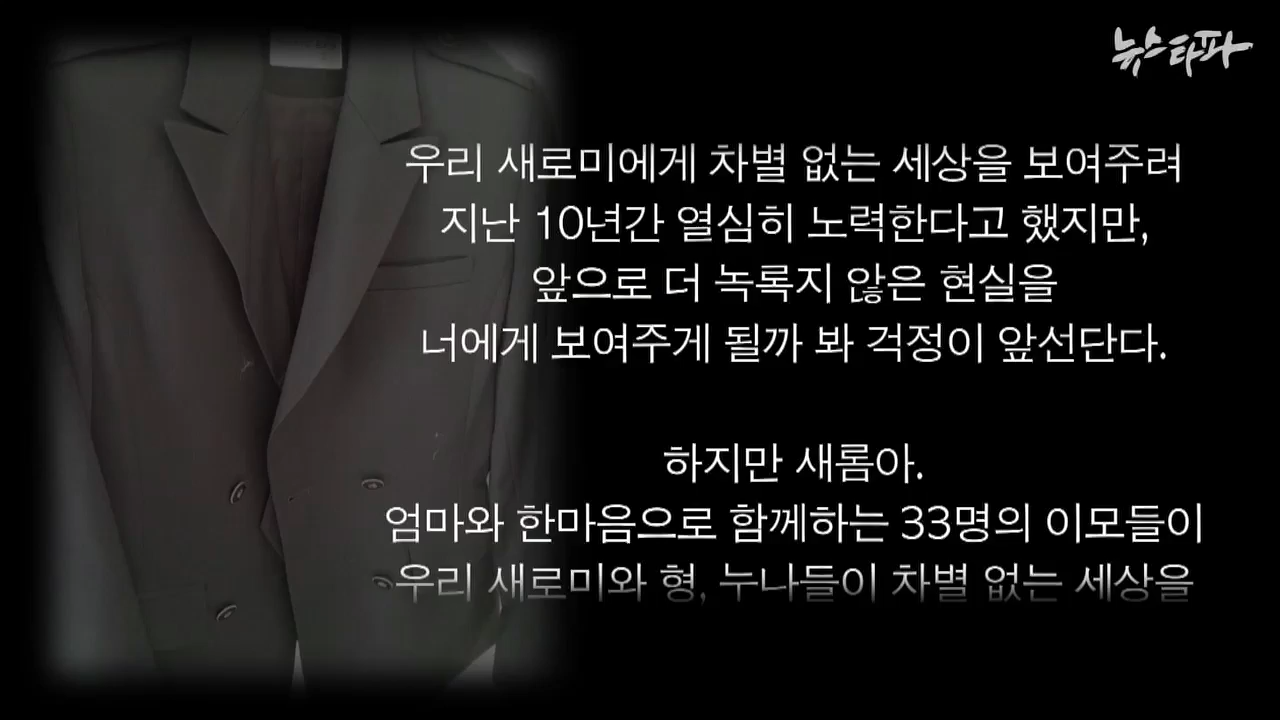 뉴스타파
우리 새로미에게 차별 없는 세상을 보여주려
지난 10년간 열심히 노력한다고 했지만,
앞으로 더 녹록지 않은 현실을
너에게 보여주게 될까 봐 걱정이 앞선단다.
하지만 새롬아.
엄마와 한마음으로 함께하는 33명의 이모들이
우리 새로미와 형, 누나들이 차별 없는 세상을